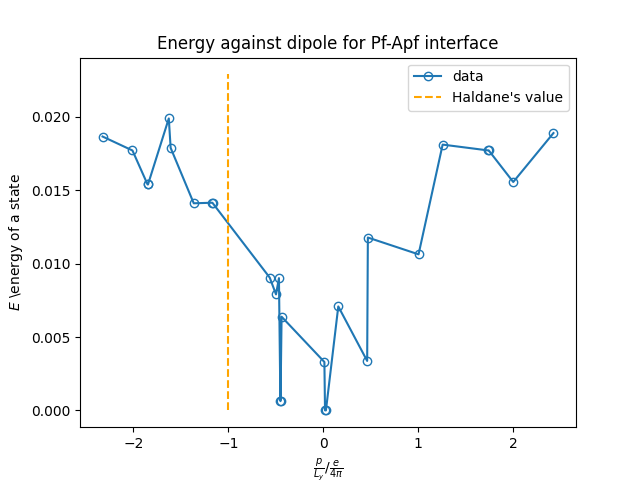 Energy against dipole for Pf-Apf interface
data
Haldane's value
0.020
0.015
0.010
0.005
0.000
E \energy of a state
−2
−1
0
1
2
p/L_y / e/4π